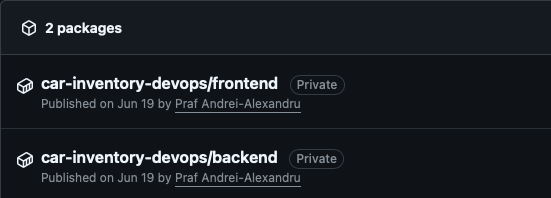 2 packages
car-inventory-devops/frontend Private
Published on Jun 19 by Praf Andrei-Alexandru
car-inventory-devops/backend Private
Published on Jun 19 by Praf Andrei-Alexandru